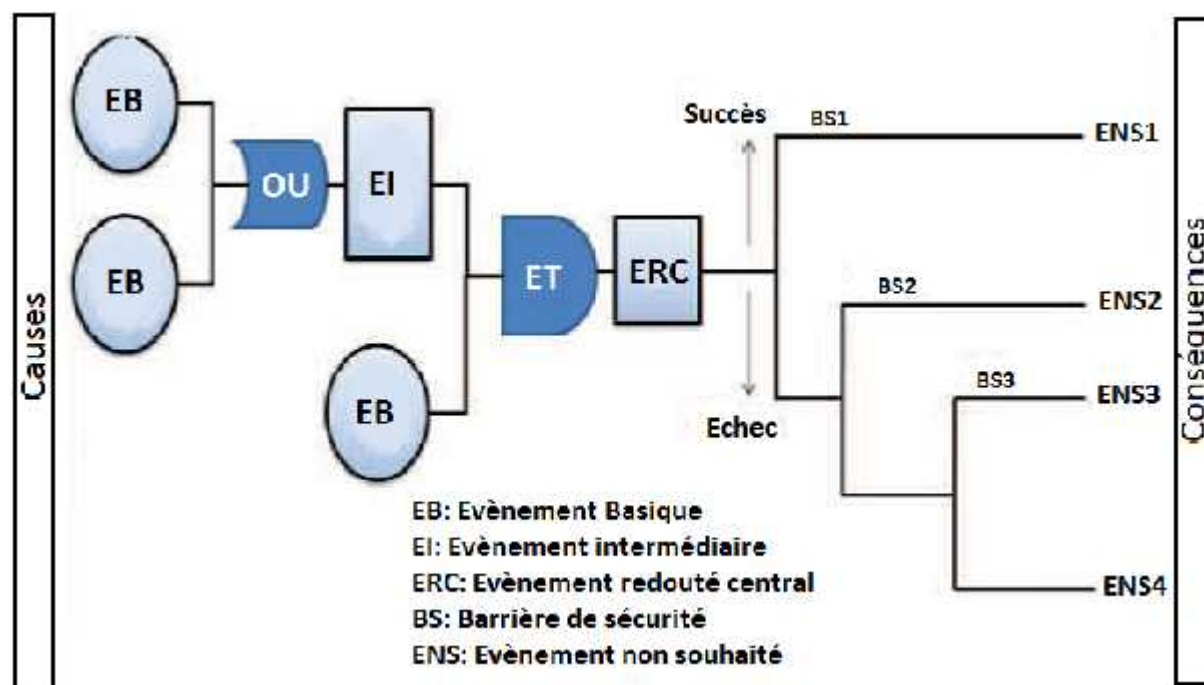 Causes
EB
EB
OU
EI
EB
ET
ERC
Succès
Echec
BS1
ENS1
BS2
ENS2
BS3
ENS3
ENS4
Conséquences
EB: Evènement Basique
EI: Evènement intermédiaire
ERC: Evènement redouté central
BS: Barrière de sécurité
ENS: Evènement non souhaité